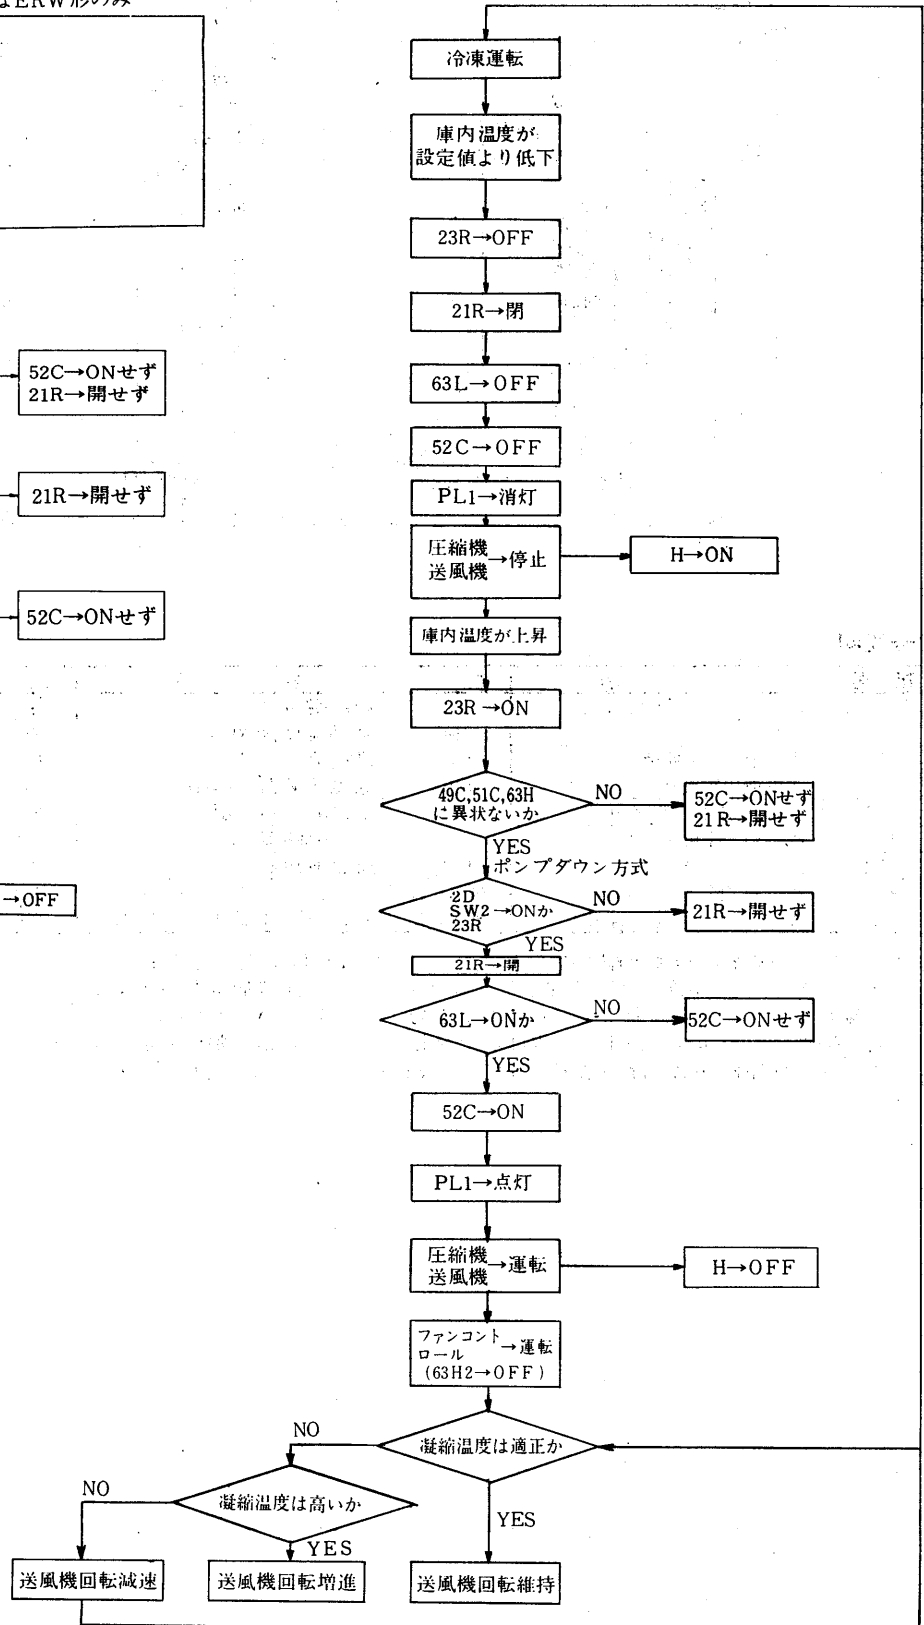 はERW形のみ
冷凍運転
庫内温度が
設定値より低下
23R→OFF
21R→閉
63L→OFF
52C→ONせず
21R→開せず
52C→OFF
PL1→消灯
21R→開せず
圧縮機
送風機
→停止
H→ON
52C→ONせず
庫内温度が上昇
23R→ON
49C,51C,63H
に異状ないか
NO
52C→ONせず
21R→開せず
YES
ポンプダウン方式
→OFF
2D
SW2→ONか
23R
NO
21R→開せず
YES
21R→開
63L→ONか
NO
52C→ONせず
YES
52C→ON
PL1→点灯
圧縮機
送風機
→運転
H→OFF
ファンコント
ロール
→運転
(63H2→OFF)
凝縮温度は適正か
NO
凝縮温度は高いか
NO
YES
YES
送風機回転減速
送風機回転増進
送風機回転維持